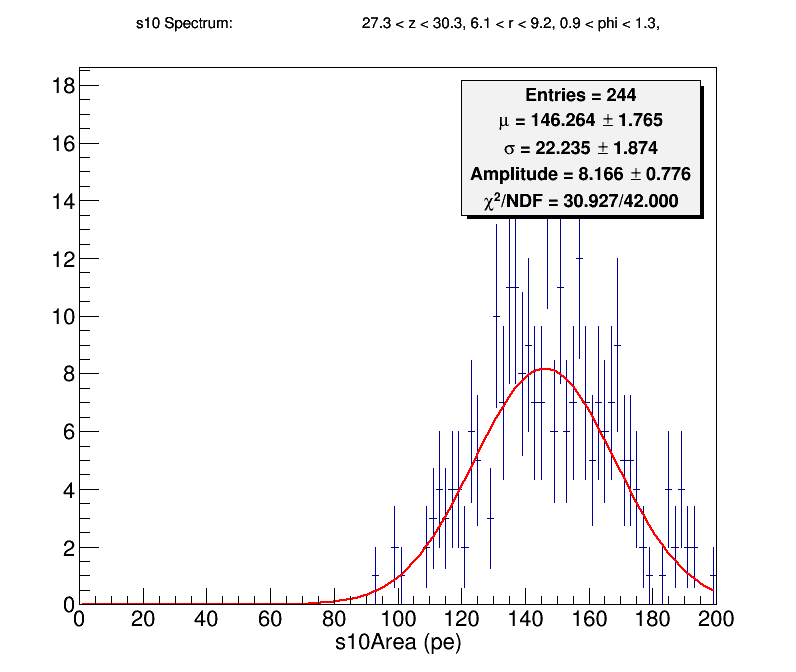 s10 Spectrum: 27.3 < z < 30.3, 6.1 < r < 9.2, 0.9 < phi < 1.3,
Entries = 244
μ = 146.264 ± 1.765
σ = 22.235 ± 1.874
Amplitude = 8.166 ± 0.776
χ²/NDF = 30.927/42.000
18
16
14
12
10
8
6
4
2
0
0 20 40 60 80 100 120 140 160 180 200
s10Area (pe)